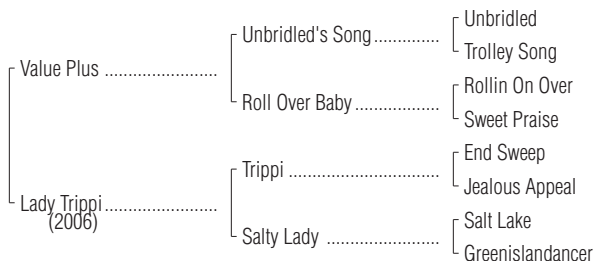 Unbridled
Unbridled's Song..............
Trolley Song
Value Plus .......................
Rollin On Over
Roll Over Baby..................
Sweet Praise
End Sweep
Trippi ................................
Jealous Appeal
Lady Trippi.......................
(2006)
Salt Lake
Salty Lady ........................
Greenislandancer